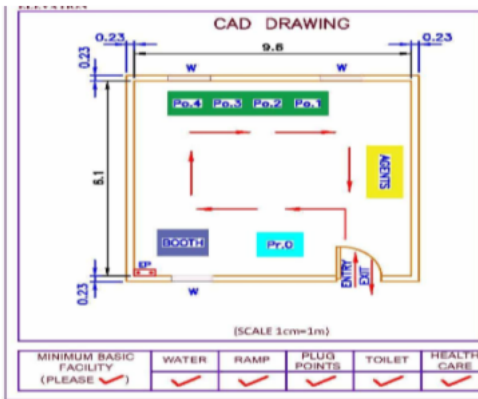 CAD DRAWING
0.23 9.6 0.23
0.23
W W
Po.4 Po.3 Po.2 Po.1
6.1
AGENTS
BOOTH Pr.O
EP
ENTRY EXIT
0.23
W
(SCALE 1cm=1m)
MINIMUM BASIC FACILITY (PLEASE ✓) WATER RAMP PLUG POINTS TOILET HEALTH CARE
✓ ✓ ✓ ✓ ✓